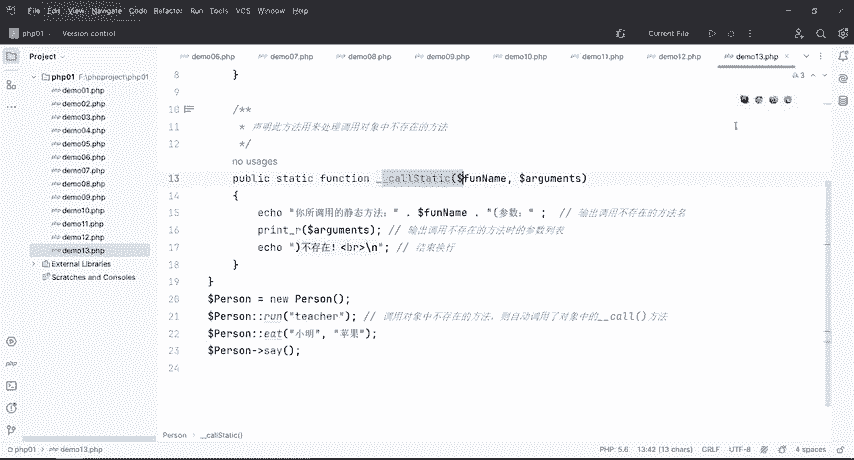 File Edit View Navigate Code Refactor Run Tools VCS Window Help
php01 Version control Current File
Project
demo06.php demo07.php demo08.php demo09.php demo10.php demo11.php demo12.php demo13.php
php01 F:\phpproject\php01
demo01.php
demo02.php
demo03.php
demo04.php
demo05.php
demo06.php
demo07.php
demo08.php
demo09.php
demo10.php
demo11.php
demo12.php
demo13.php
External Libraries
Scratches and Consoles
3
8 }
9
10 /**
11 * 声明此方法用来处理调用对象中不存在的方法
12 */
no usages
13 public static function __callStatic($funName, $arguments)
14 {
15 echo "你所调用的静态方法：" . $funName . "(参数：" ; // 输出调用不存在的方法名
16 print_r($arguments); // 输出调用不存在的方法时的参数列表
17 echo ")不存在！<br>\n"; // 结束换行
18 }
19 }
20 $Person = new Person();
21 $Person::run("teacher"); // 调用对象中不存在的方法，则自动调用了对象中的__call()方法
22 $Person::eat("小明", "苹果");
23 $Person->say();
24
Person › __callStatic()
php01 › demo13.php
PHP: 5.6 13:42 (13 chars) CRLF UTF-8 4 spaces